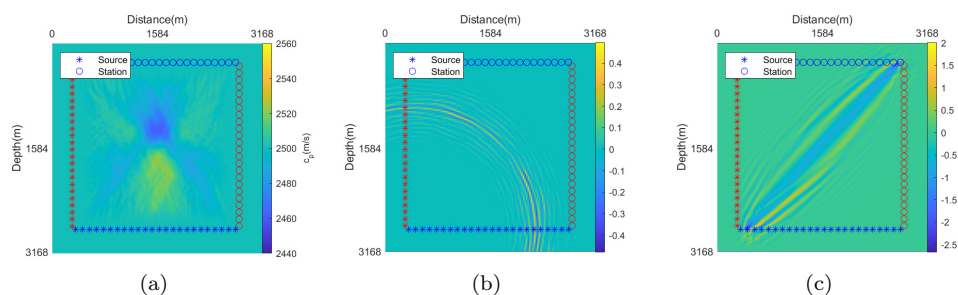 Distance(m)
0 1584 3168
Source
Station
Depth(m)
1584
3168
2560
2540
2520
2500
2480
2460
2440
c_p(m/s)
(a)
Distance(m)
0 1584 3168
Source
Station
Depth(m)
1584
3168
0.4
0.3
0.2
0.1
0
-0.1
-0.2
-0.3
-0.4
(b)
Distance(m)
0 1584 3168
Source
Station
Depth(m)
1584
3168
2
1.5
1
0.5
0
-0.5
-1
-1.5
-2
-2.5
(c)